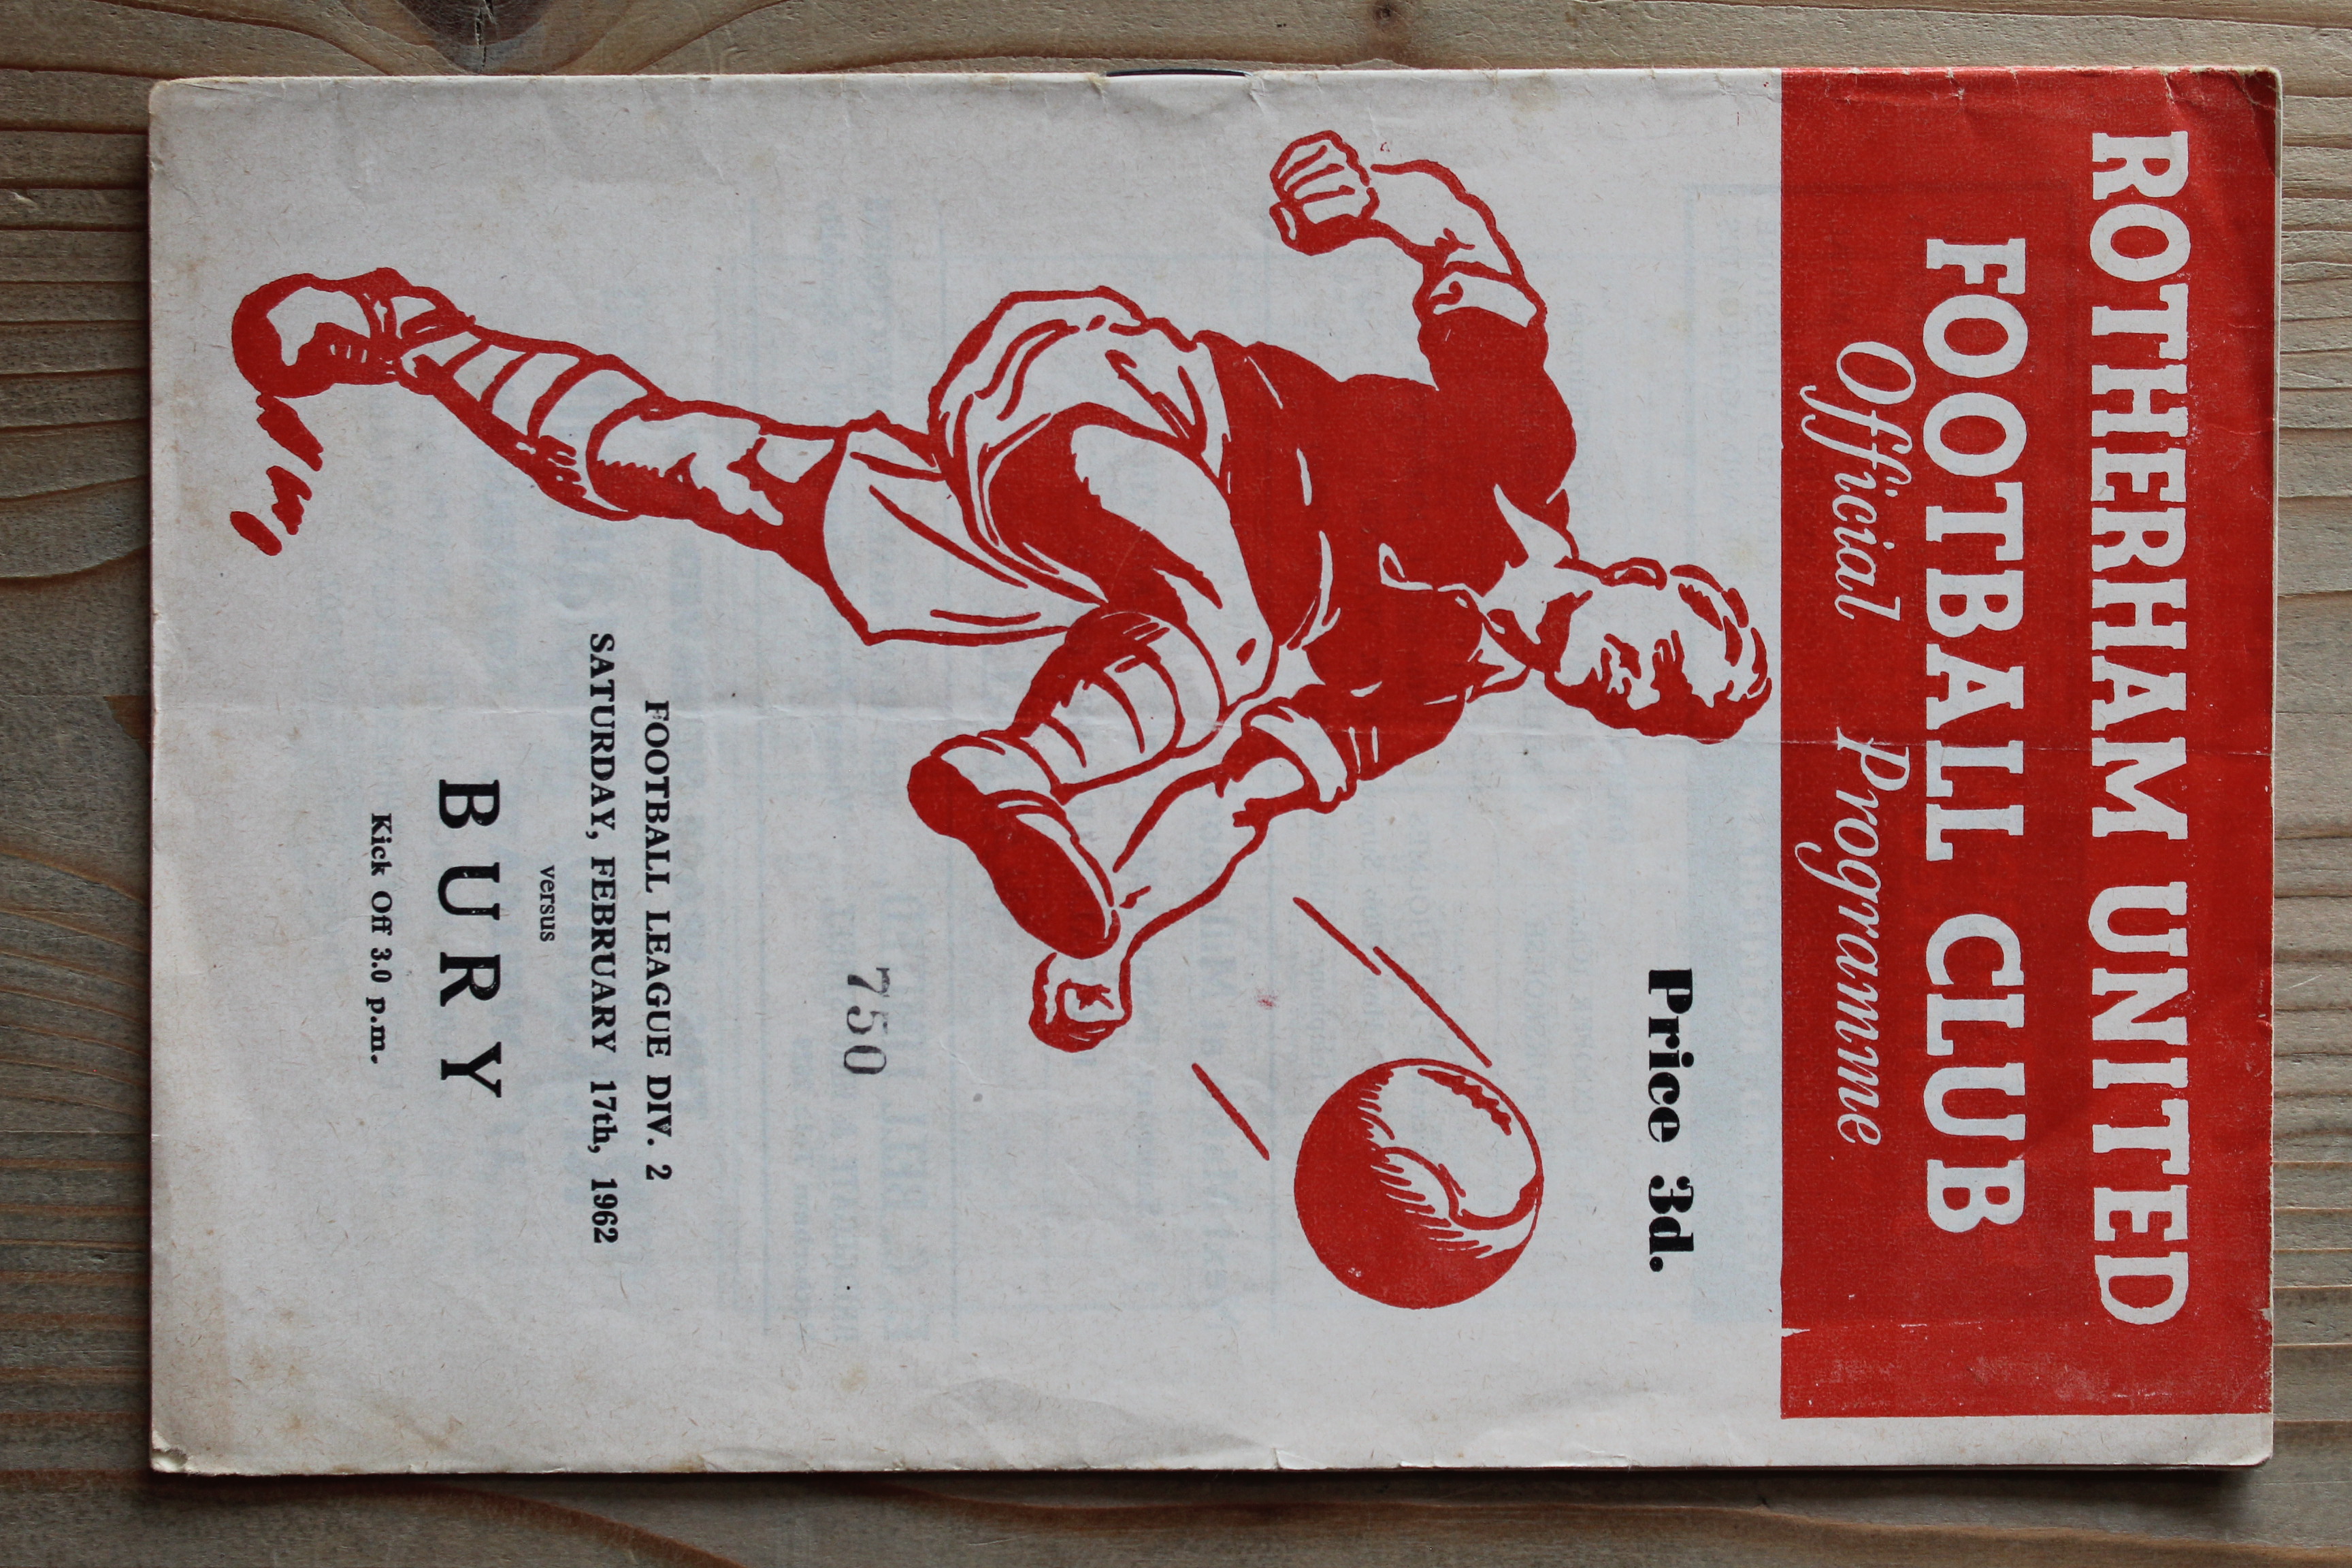 ROTHERHAM UNITED
FOOTBALL CLUB
Official Programme
Price 3d.
750
FOOTBALL LEAGUE DIV. 2
SATURDAY, FEBRUARY 17th, 1962
versus
BURY
Kick Off 3.0 p.m.